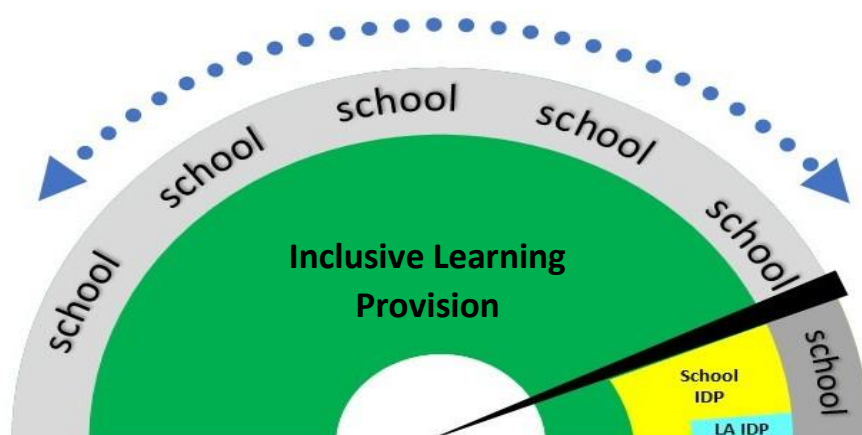 school
school
school
school
school
school
Inclusive Learning
Provision
School
IDP
LA IDP